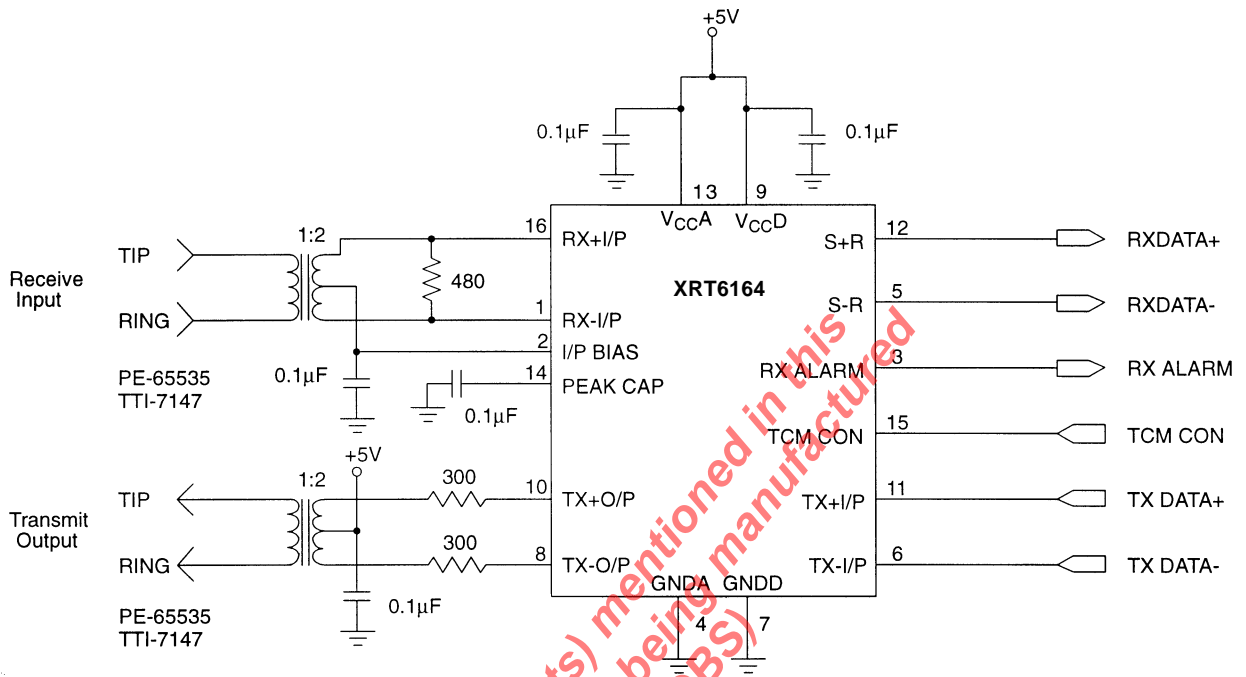 +5V
0.1µF
0.1µF
13
9
VCCA
VCCD
1:2
16
RX+I/P
S+R
12
RXDATA+
TIP
Receive
Input
480
XRT6164
RING
1
RX-I/P
S-R
5
RXDATA-
2
I/P BIAS
RX ALARM
3
RX ALARM
PE-65535
TTI-7147
0.1µF
14
PEAK CAP
0.1µF
TCM CON
15
TCM CON
+5V
1:2
TIP
300
10
TX+O/P
TX+I/P
11
TX DATA+
Transmit
Output
300
RING
8
TX-O/P
TX-I/P
6
TX DATA-
GNDA
GNDD
0.1µF
4
7
PE-65535
TTI-7147
ts) mentioned in this
being manufactured
OBS)